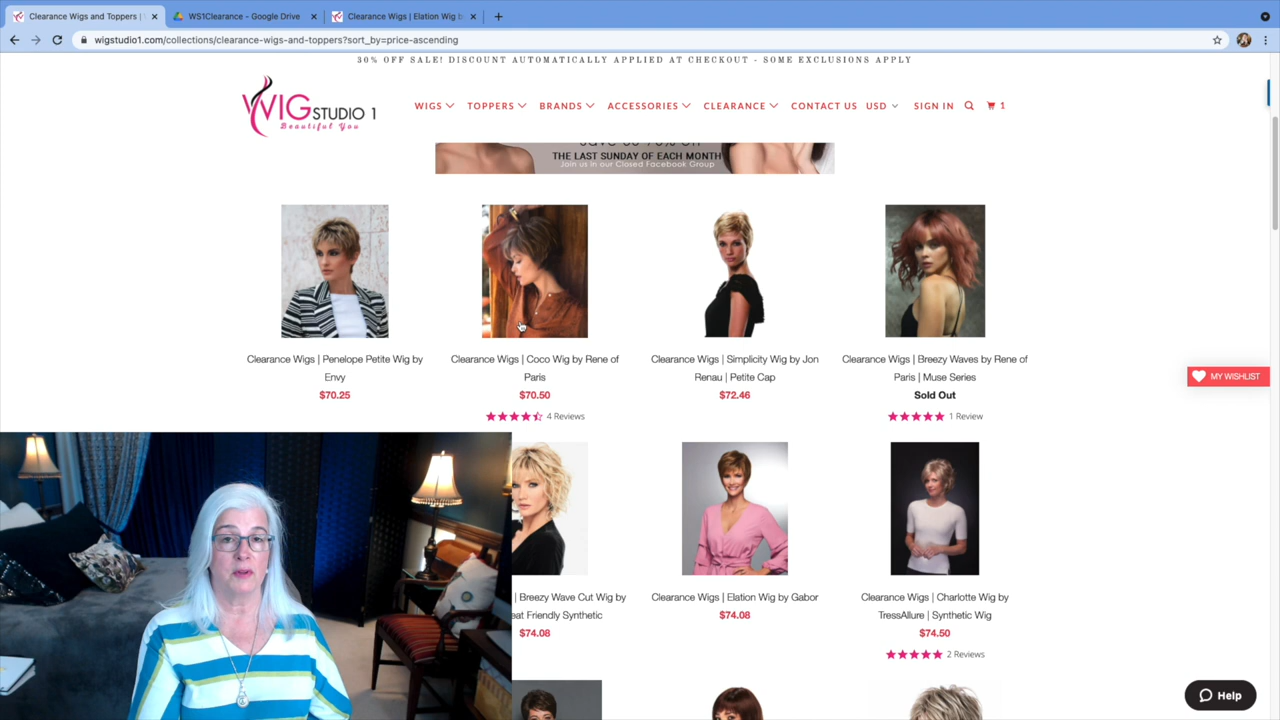 Clearance Wigs and Toppers |
WS1Clearance - Google Drive
Clearance Wigs | Elation Wig by
wigstudio1.com/collections/clearance-wigs-and-toppers?sort_by=price-ascending
30% OFF SALE! DISCOUNT AUTOMATICALLY APPLIED AT CHECKOUT - SOME EXCLUSIONS APPLY
WIGSTUDIO 1
Beautiful You
WIGS TOPPERS BRANDS ACCESSORIES CLEARANCE CONTACT US USD SIGN IN 1
THE LAST SUNDAY OF EACH MONTH
Join us in our Closed Facebook Group
MY WISHLIST
Clearance Wigs | Penelope Petite Wig by
Envy
$70.25
Clearance Wigs | Coco Wig by Rene of
Paris
$70.50
4 Reviews
Clearance Wigs | Simplicity Wig by Jon
Renau | Petite Cap
$72.46
Clearance Wigs | Breezy Waves by Rene of
Paris | Muse Series
Sold Out
1 Review
| Breezy Wave Cut Wig by
eat Friendly Synthetic
$74.08
Clearance Wigs | Elation Wig by Gabor
$74.08
Clearance Wigs | Charlotte Wig by
TressAllure | Synthetic Wig
$74.50
2 Reviews
Help